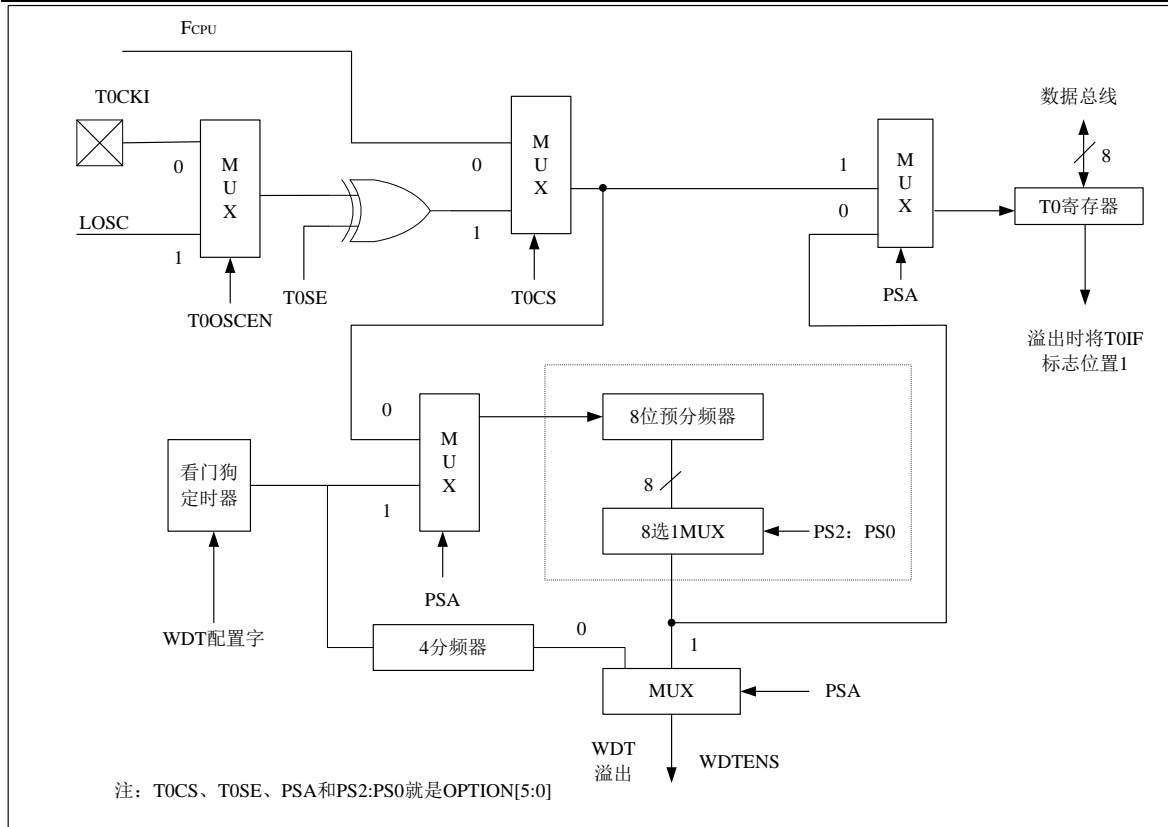 FCPU
T0CKI
数据总线
MUX
MUX
MUX
8
0
0
1
0
T0寄存器
LOSC
1
1
T0SE
T0CS
PSA
T0OSCEN
溢出时将T0IF
标志位置1
0
8位预分频器
MUX
看门狗
定时器
8
1
8选1MUX
PS2：PS0
PSA
WDT配置字
4分频器
0
1
MUX
PSA
WDT
溢出
WDTENS
注：T0CS、T0SE、PSA和PS2:PS0就是OPTION[5:0]